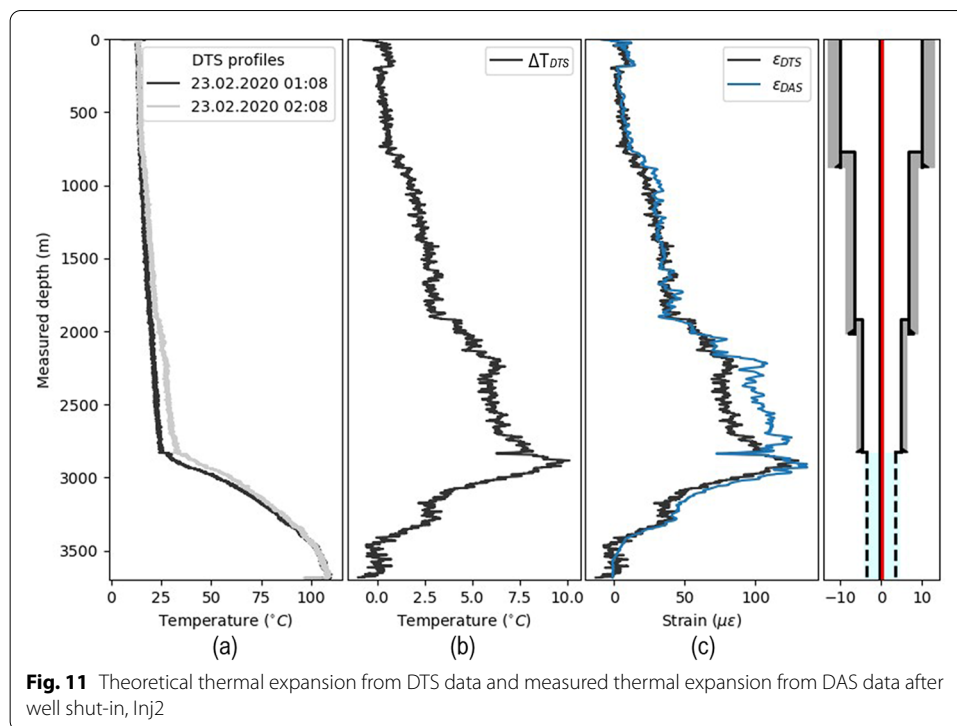 DTS profiles
23.02.2020 01:08
23.02.2020 02:08
ΔT_DTS
ε_DTS
ε_DAS
0
500
1000
1500
2000
2500
3000
3500
Measured depth (m)
0 25 50 75 100
0.0 2.5 5.0 7.5 10.0
0 50 100
−10 0 10
Temperature (°C)
Temperature (°C)
Strain (με)
(a)
(b)
(c)
Fig. 11 Theoretical thermal expansion from DTS data and measured thermal expansion from DAS data after
well shut-in, Inj2